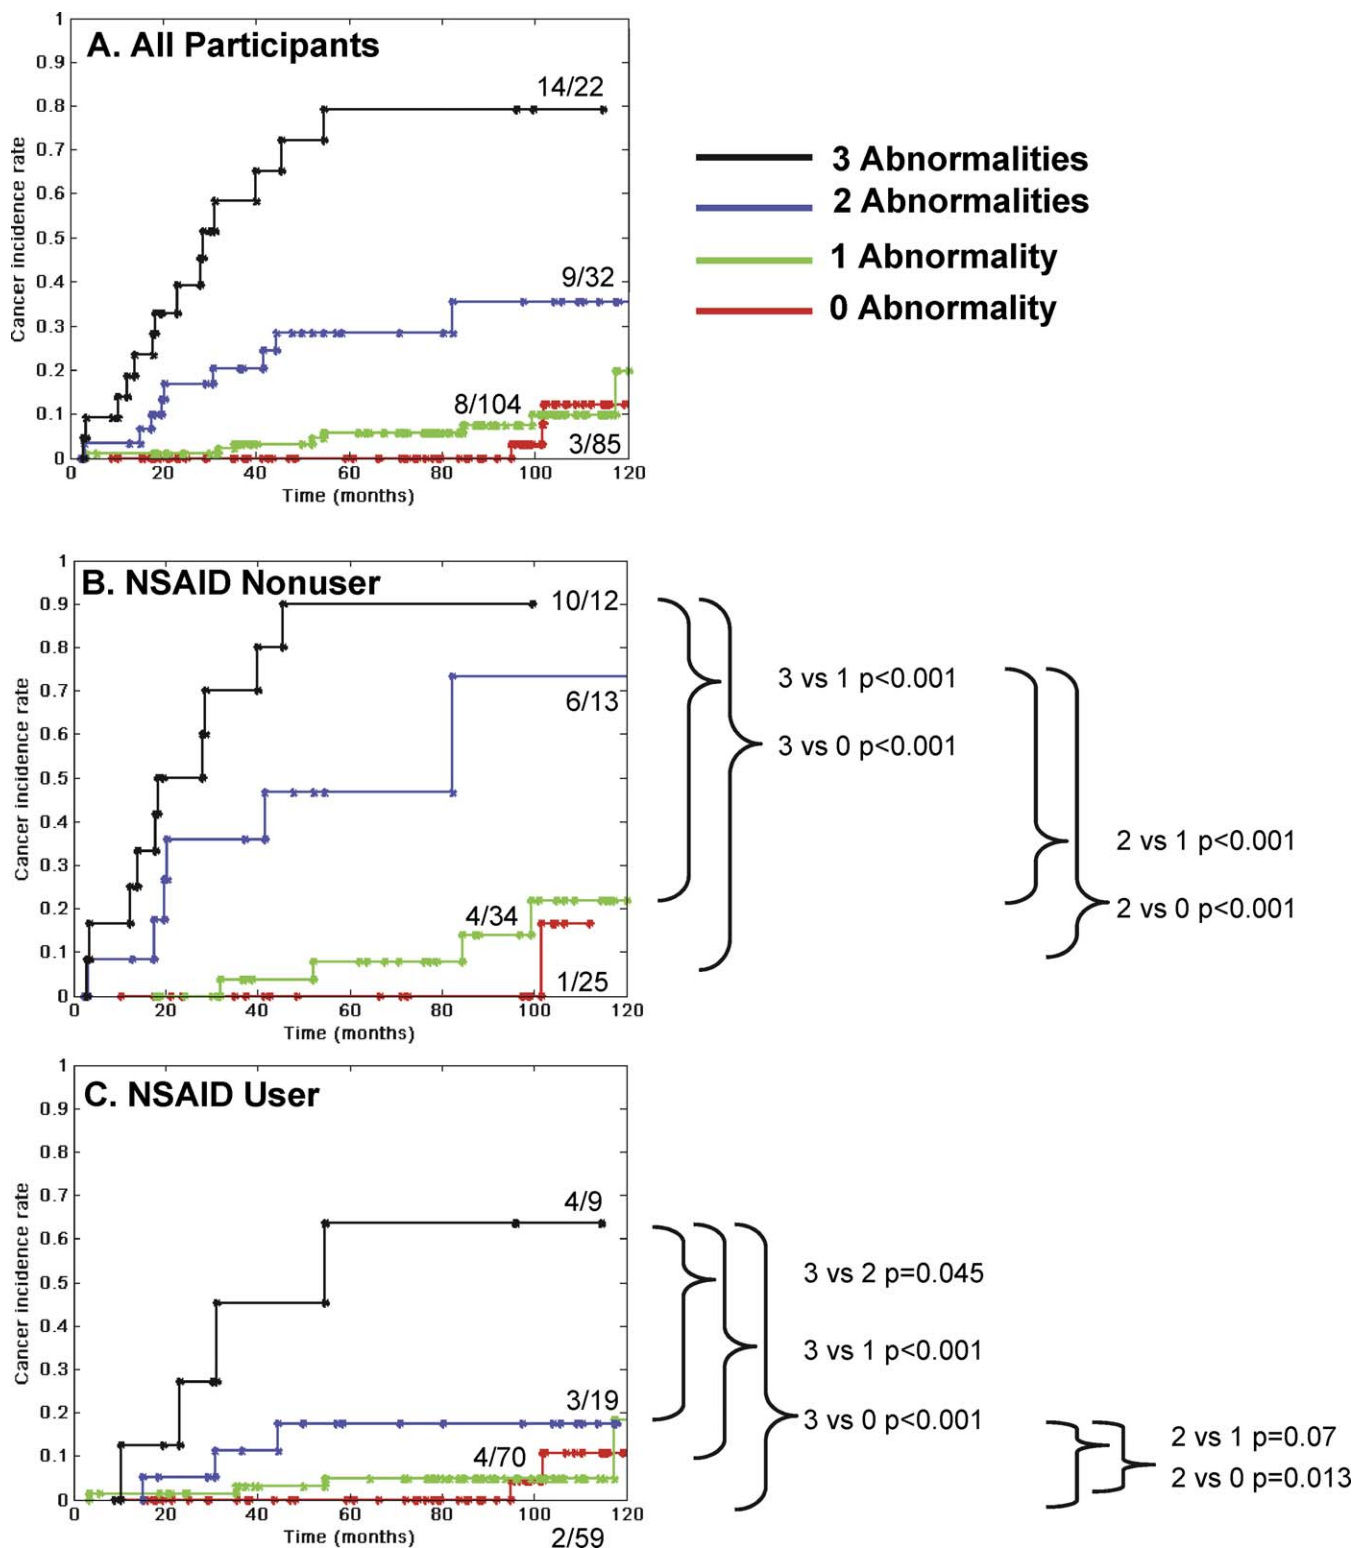 A. All Participants
1
0.9
0.8
0.7
0.6
0.5
0.4
0.3
0.2
0.1
0
Cancer incidence rate
14/22
9/32
8/104
3/85
0 20 40 60 80 100 120
Time (months)
3 Abnormalities
2 Abnormalities
1 Abnormality
0 Abnormality
B. NSAID Nonuser
1
0.9
0.8
0.7
0.6
0.5
0.4
0.3
0.2
0.1
0
Cancer incidence rate
10/12
6/13
4/34
1/25
0 20 40 60 80 100 120
Time (months)
3 vs 1 p<0.001
3 vs 0 p<0.001
2 vs 1 p<0.001
2 vs 0 p<0.001
C. NSAID User
1
0.9
0.8
0.7
0.6
0.5
0.4
0.3
0.2
0.1
0
Cancer incidence rate
4/9
3/19
4/70
0 20 40 60 80 100 120
Time (months)
2/59
3 vs 2 p=0.045
3 vs 1 p<0.001
3 vs 0 p<0.001
2 vs 1 p=0.07
2 vs 0 p=0.013